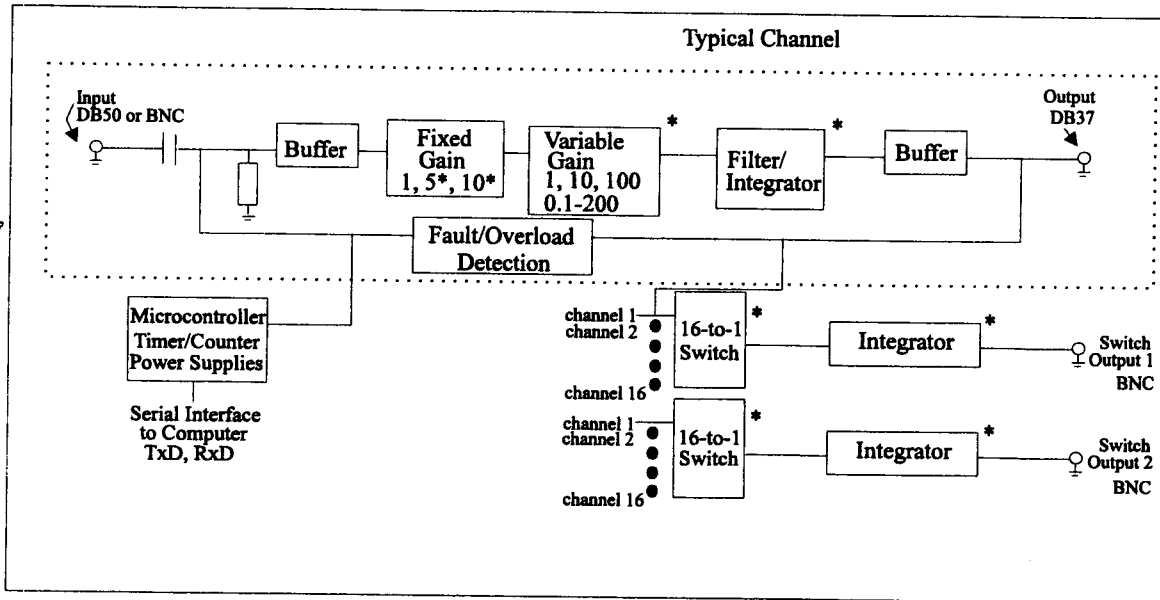 Typical Channel
Input
DB50 or BNC
Output
DB37
Buffer
Fixed
Gain
1, 5*, 10*
*
Variable
Gain
1, 10, 100
0.1-200
*
Filter/
Integrator
Buffer
Fault/Overload
Detection
Microcontroller
Timer/Counter
Power Supplies
Serial Interface
to Computer
TxD, RxD
channel 1
channel 2
channel 16
16-to-1
Switch
*
Integrator
*
Switch
Output 1
BNC
channel 1
channel 2
channel 16
16-to-1
Switch
*
Integrator
*
Switch
Output 2
BNC